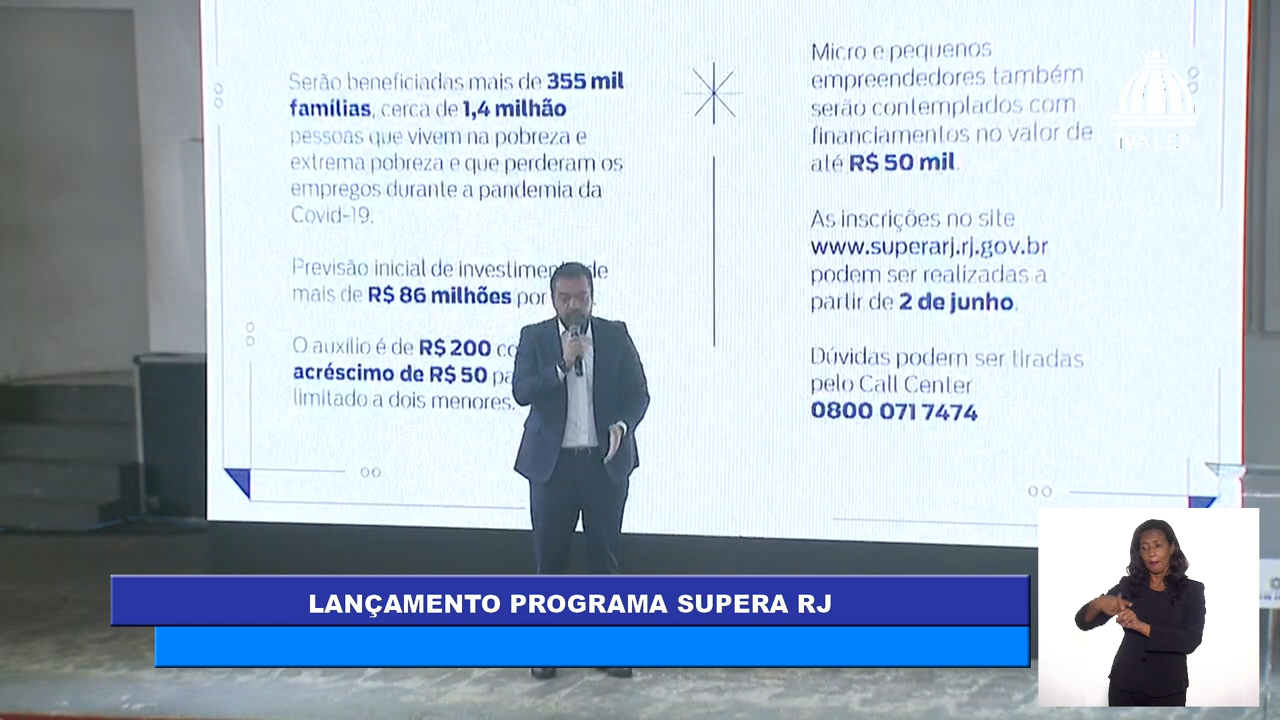 Serão beneficiadas mais de 355 mil
famílias, cerca de 1,4 milhão
pessoas que vivem na pobreza e
extrema pobreza e que perderam os
empregos durante a pandemia da
Covid-19.
Previsão inicial de investimento de
mais de R$ 86 milhões por
O auxílio é de R$ 200
acréscimo de R$ 50
limitado a dois menores.
Micro e pequenos
empreendedores também
serão contemplados com
financiamentos no valor de
até R$ 50 mil.
As inscrições no site
www.superarj.rj.gov.br
podem ser realizadas a
partir de 2 de junho.
Dúvidas podem ser tiradas
pelo Call Center
0800 071 7474
LANÇAMENTO PROGRAMA SUPERA RJ